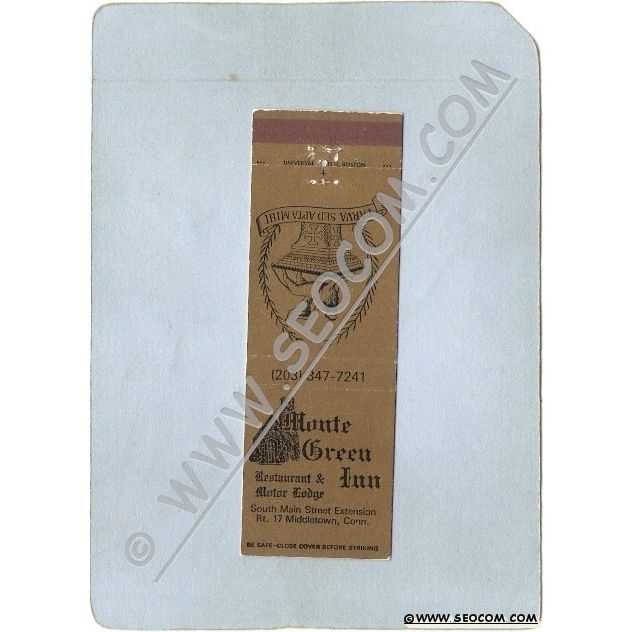 UNIVERSAL MATCH, BOSTON
PARVA SED APTA MIHI
(203) 347-7241
Monte
Green
Restaurant & Inn
Motor Lodge
South Main Street Extension
Rt. 17 Middletown, Conn.
BE SAFE-CLOSE COVER BEFORE STRIKING
© WWW.SEOCOM.COM
©WWW.SEOCOM.COM